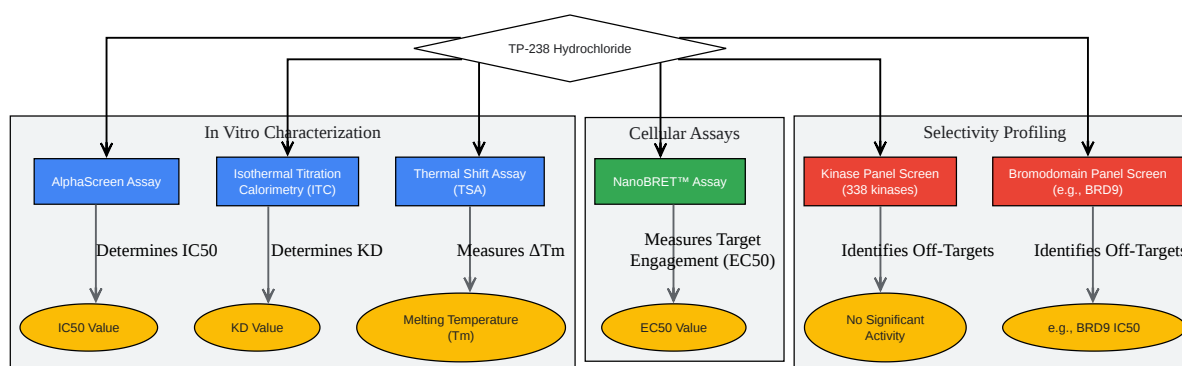 TP-238 Hydrochloride
In Vitro Characterization
Cellular Assays
Selectivity Profiling
AlphaScreen Assay
Isothermal Titration
Calorimetry (ITC)
Thermal Shift Assay
(TSA)
NanoBRET™ Assay
Kinase Panel Screen
(338 kinases)
Bromodomain Panel Screen
(e.g., BRD9)
Determines IC50
Determines KD
Measures ΔTm
Measures Target
Engagement (EC50)
Identifies Off-Targets
Identifies Off-Targets
IC50 Value
KD Value
Melting Temperature
(Tm)
EC50 Value
No Significant
Activity
e.g., BRD9 IC50